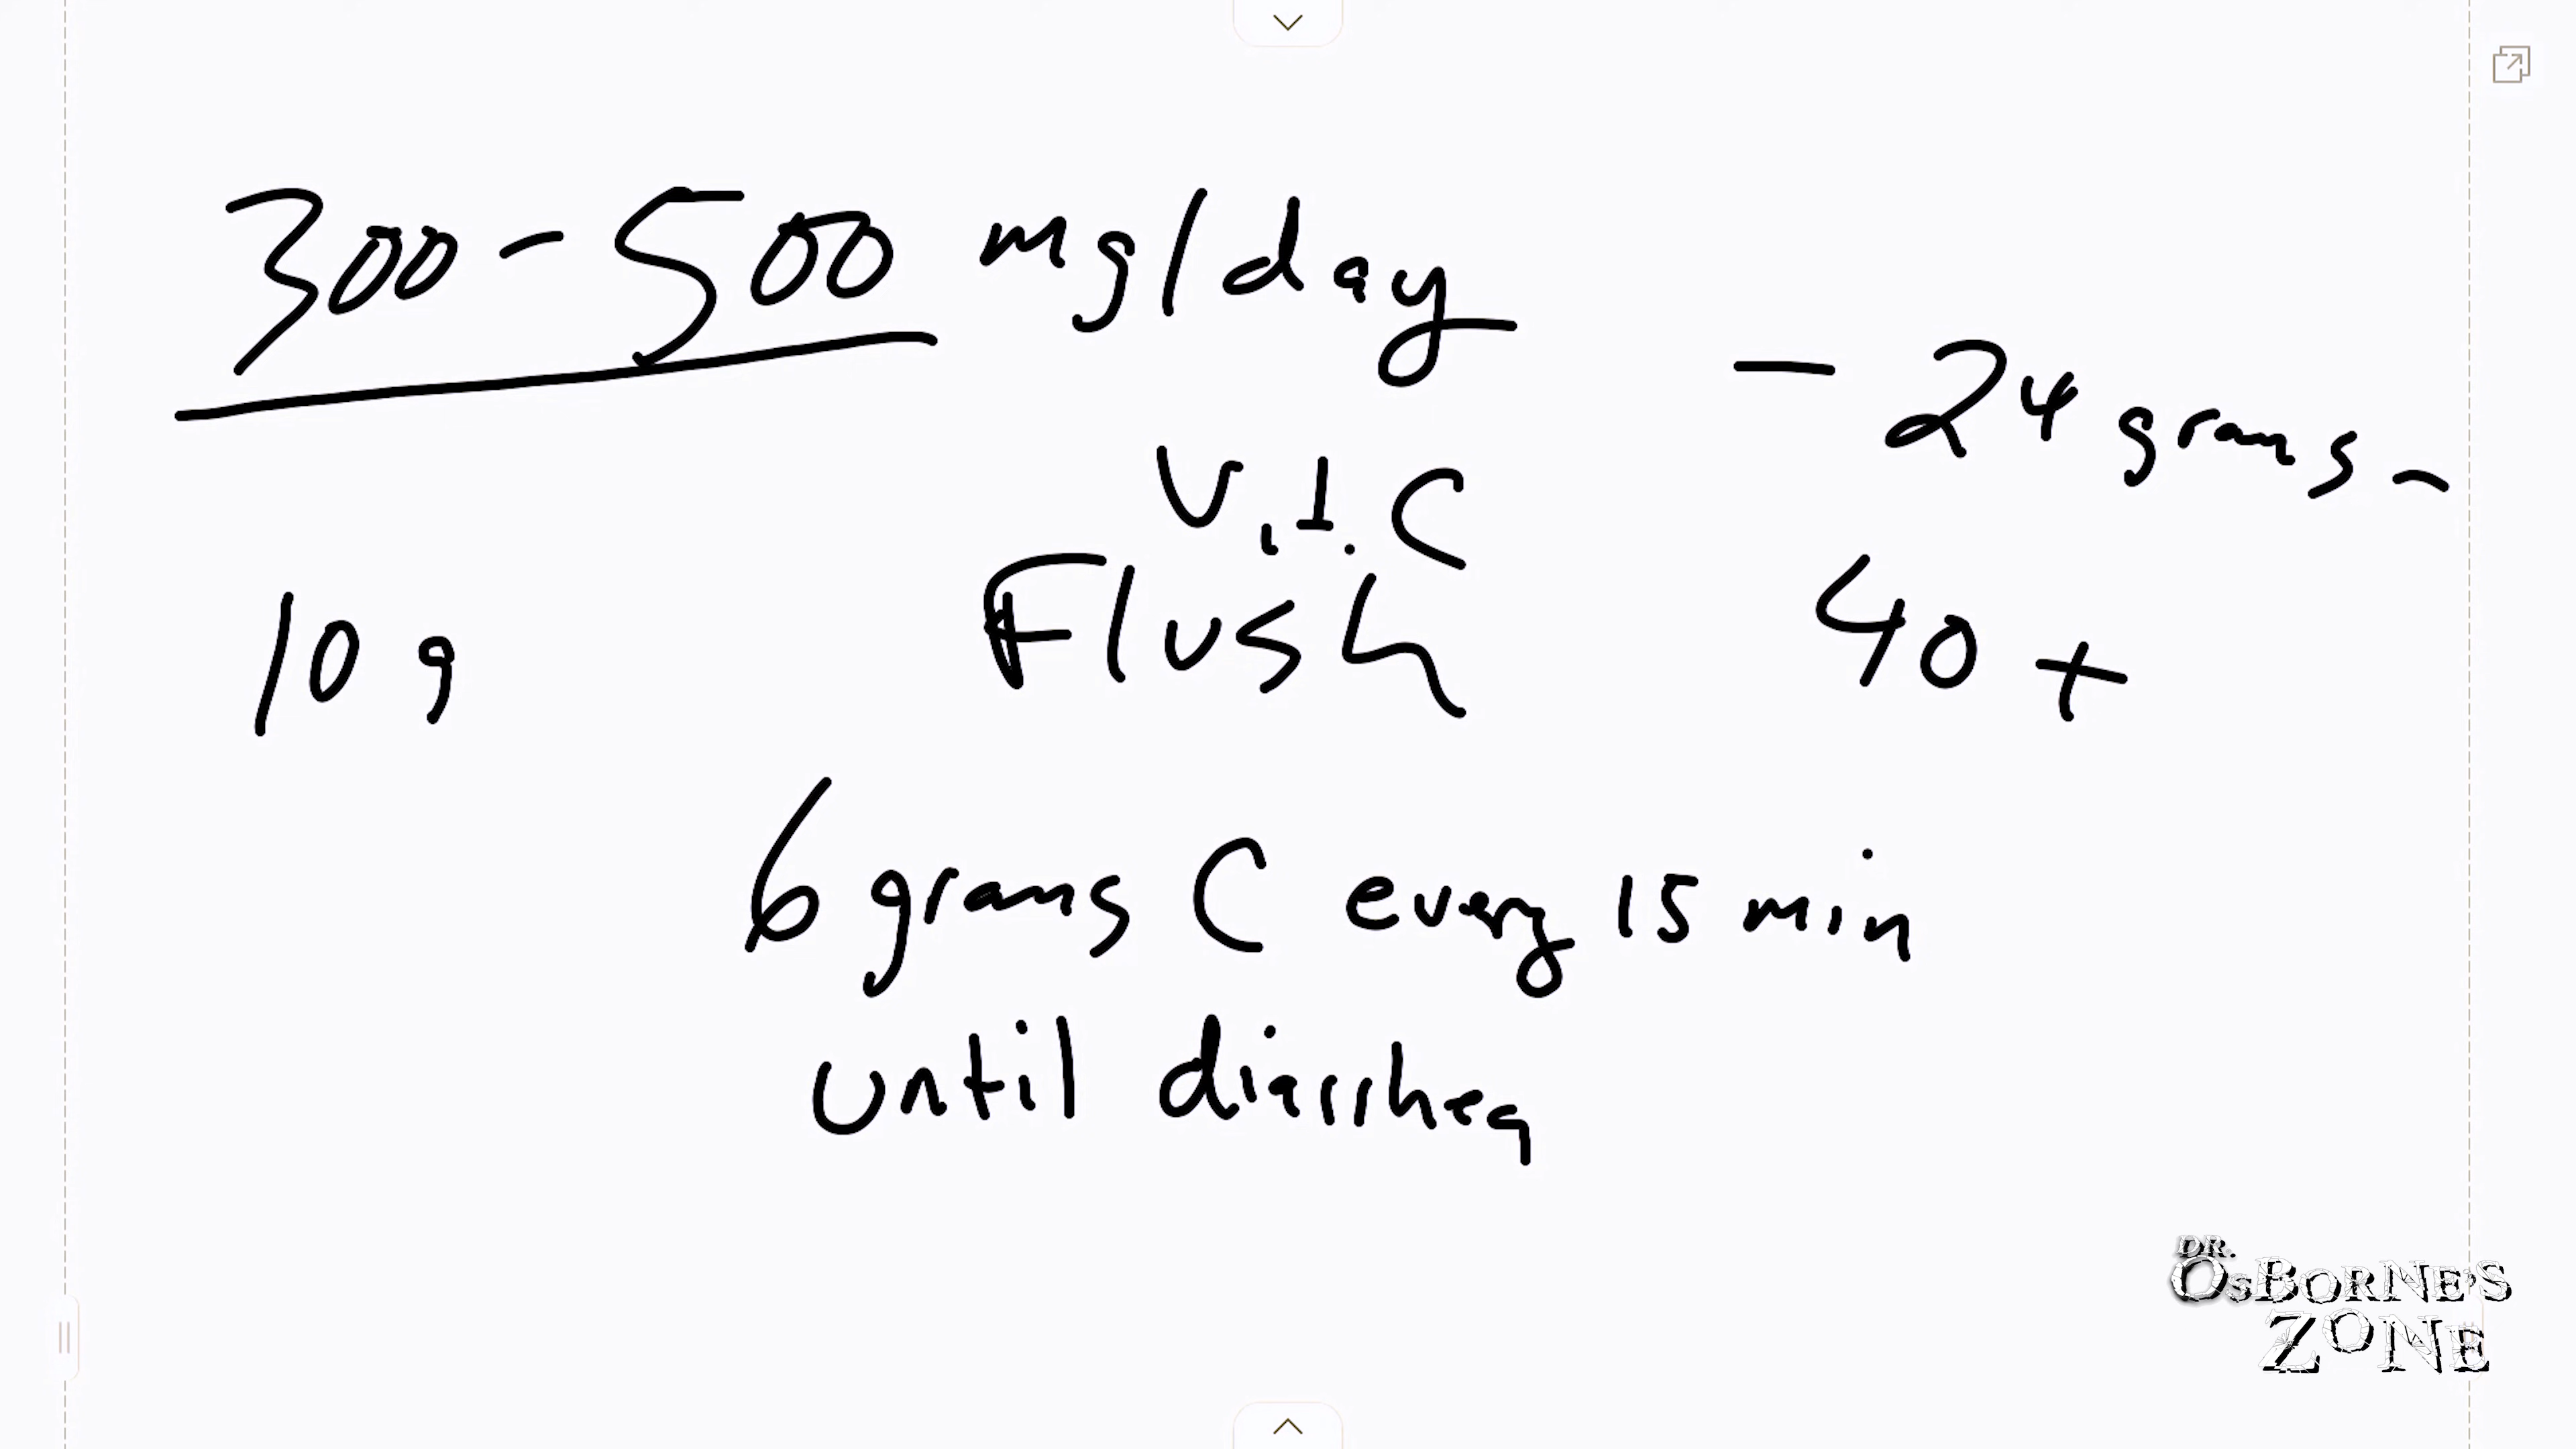 300-500 mg/day
- 24 grams -
V.I.C
10 g
Flush
40+
6 grams C every 15 min
until diarrhea
DR.
OSBORNE'S
ZONE